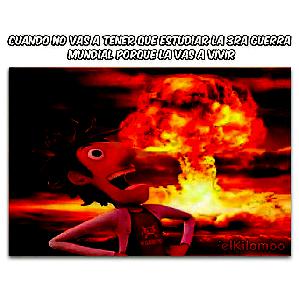 CUANDO NO VAS A TENER QUE ESTUDIAR LA 3RA GUERRA
MUNDIAL PORQUE LA VAS A VIVIR
elKilombo